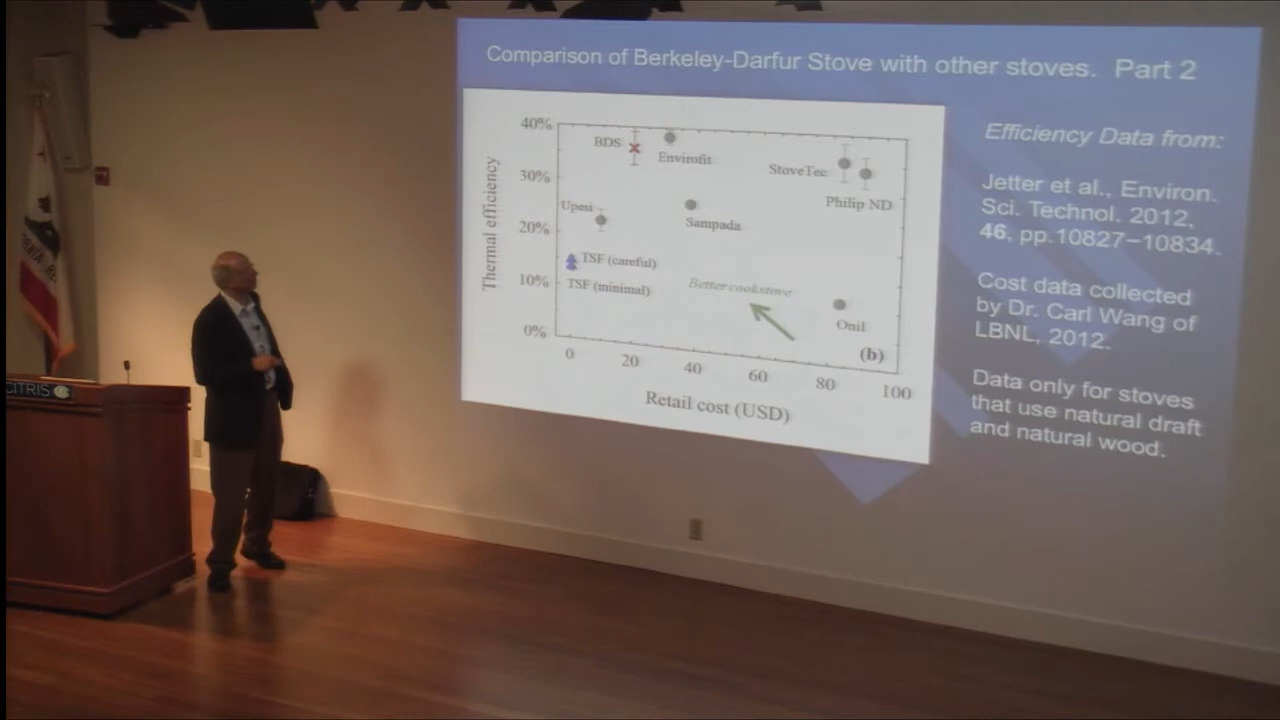 Comparison of Berkeley-Darfur Stove with other stoves. Part 2
40%
30%
20%
10%
0%
Thermal efficiency
BDS
Envirofit
StoveTec
Philip ND
Upesi
Sampada
TSF (careful)
TSF (minimal)
Better cookstove
Onil
(b)
0 20 40 60 80 100
Retail cost (USD)
Efficiency Data from:
Jetter et al., Environ.
Sci. Technol. 2012,
46, pp.10827−10834.
Cost data collected
by Dr. Carl Wang of
LBNL, 2012.
Data only for stoves
that use natural draft
and natural wood.
CITRIS